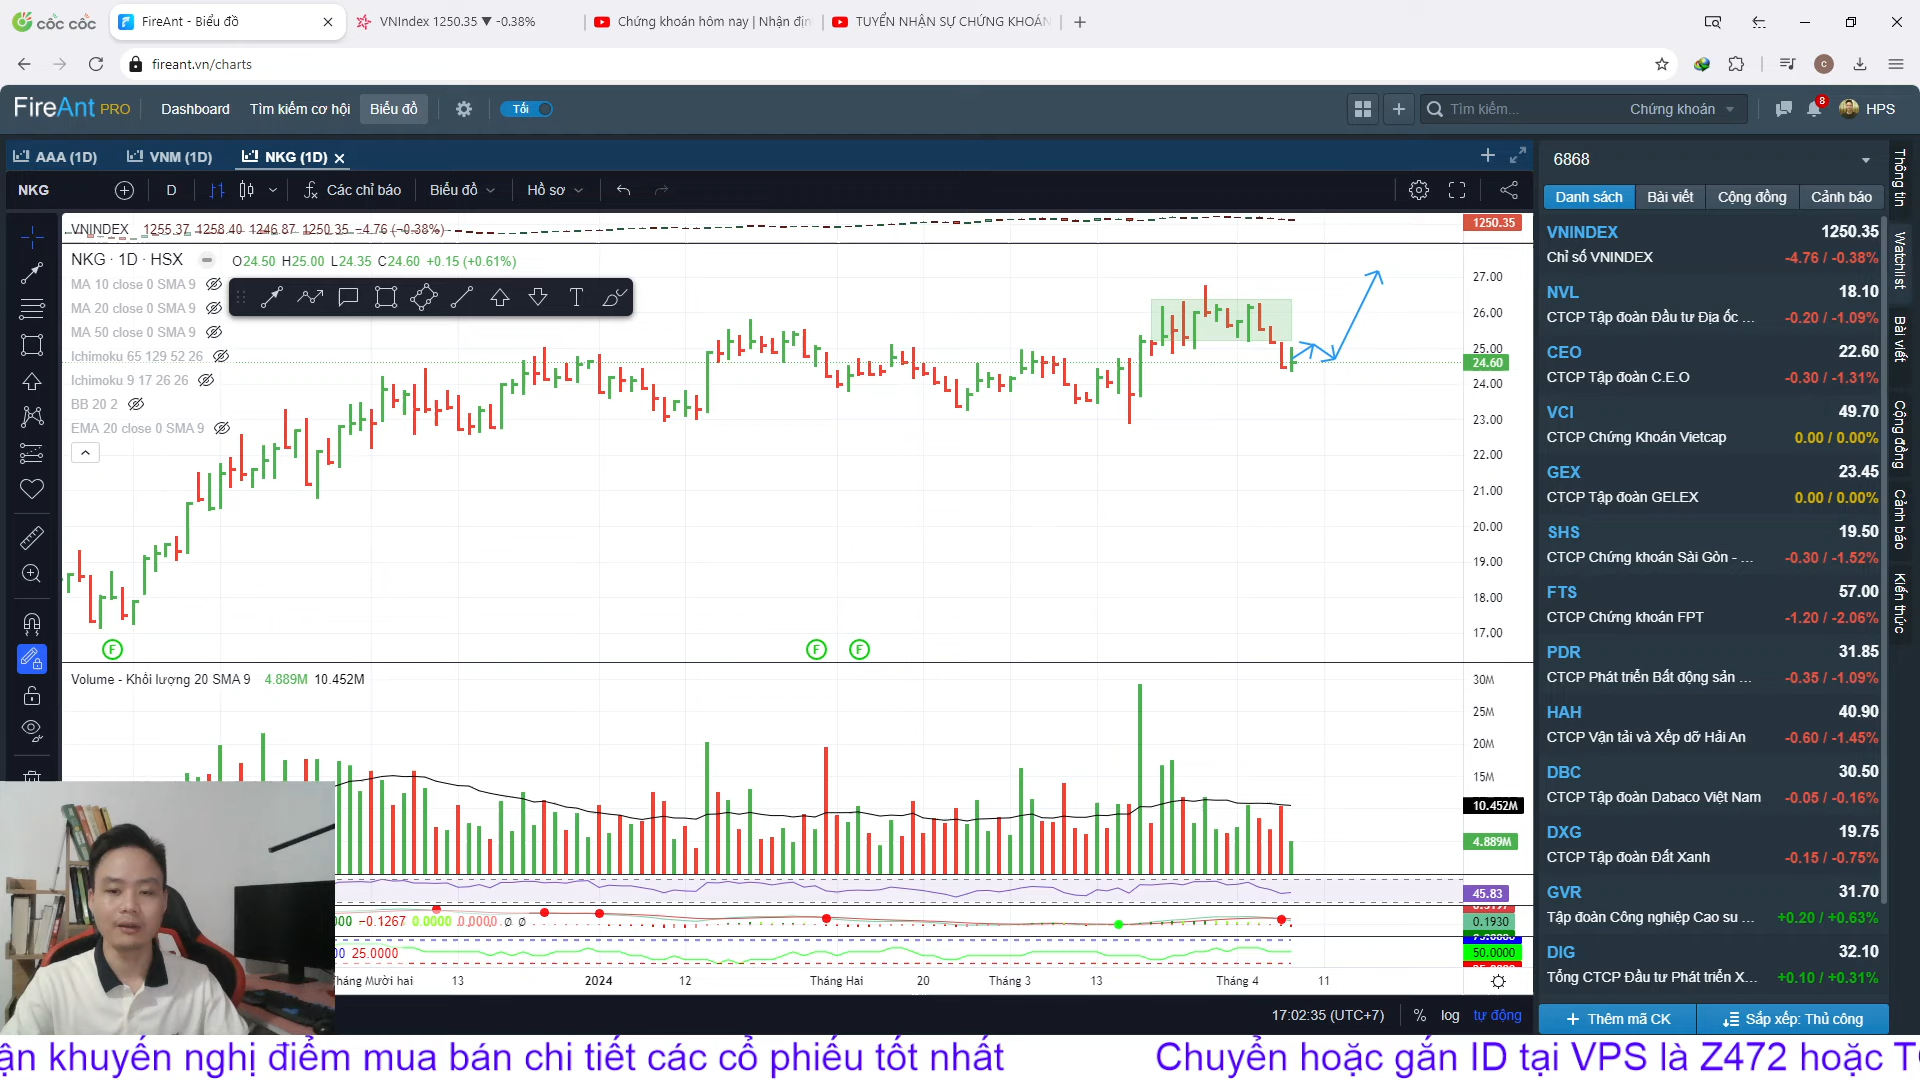 cốc cốc
FireAnt - Biểu đồ
VNIndex 1250.35 ▼ -0.38%
Chứng khoán hôm nay | Nhận địn
TUYỂN NHẬN SỰ CHỨNG KHOÁN
fireant.vn/charts
FireAnt PRO
Dashboard
Tìm kiếm cơ hội
Biểu đồ
Tối
Tìm kiếm...
Chứng khoán
8
HPS
AAA (1D)
VNM (1D)
NKG (1D)
NKG
D
Các chỉ báo
Biểu đồ
Hồ sơ
VNINDEX 1255.37 1258.40 1246.87 1250.35 −4.76 (−0.38%)
1250.35
NKG · 1D · HSX
O24.50 H25.00 L24.35 C24.60 +0.15 (+0.61%)
MA 10 close 0 SMA 9
MA 20 close 0 SMA 9
MA 50 close 0 SMA 9
Ichimoku 65 129 52 26
Ichimoku 9 17 26 26
BB 20 2
EMA 20 close 0 SMA 9
T
27.00
26.00
25.00
24.60
24.00
23.00
22.00
21.00
20.00
19.00
18.00
17.00
F
F
F
Volume - Khối lượng 20 SMA 9 4.889M 10.452M
30M
25M
20M
15M
10.452M
4.889M
45.83
000 −0.1267 0.0000 0.0000 ∅ ∅
0.1930
00 25.0000
50.0000
Tháng Mười hai
13
2024
12
Tháng Hai
20
Tháng 3
13
Tháng 4
11
17:02:35 (UTC+7)
%
log
tự động
6868
Danh sách
Bài viết
Cộng đồng
Cảnh báo
VNINDEX 1250.35
Chỉ số VNINDEX -4.76 / -0.38%
NVL 18.10
CTCP Tập đoàn Đầu tư Địa ốc ... -0.20 / -1.09%
CEO 22.60
CTCP Tập đoàn C.E.O -0.30 / -1.31%
VCI 49.70
CTCP Chứng Khoán Vietcap 0.00 / 0.00%
GEX 23.45
CTCP Tập đoàn GELEX 0.00 / 0.00%
SHS 19.50
CTCP Chứng khoán Sài Gòn - ... -0.30 / -1.52%
FTS 57.00
CTCP Chứng khoán FPT -1.20 / -2.06%
PDR 31.85
CTCP Phát triển Bất động sản ... -0.35 / -1.09%
HAH 40.90
CTCP Vận tải và Xếp dỡ Hải An -0.60 / -1.45%
DBC 30.50
CTCP Tập đoàn Dabaco Việt Nam -0.05 / -0.16%
DXG 19.75
CTCP Tập đoàn Đất Xanh -0.15 / -0.75%
GVR 31.70
Tập đoàn Công nghiệp Cao su ... +0.20 / +0.63%
DIG 32.10
Tổng CTCP Đầu tư Phát triển X... +0.10 / +0.31%
Thêm mã CK
Sắp xếp: Thủ công
Thông tin
Watchlist
Bài viết
Cộng đồng
Cảnh báo
Kiến thức
ận khuyến nghị điểm mua bán chi tiết các cổ phiếu tốt nhất
Chuyển hoặc gắn ID tại VPS là Z472 hoặc TC